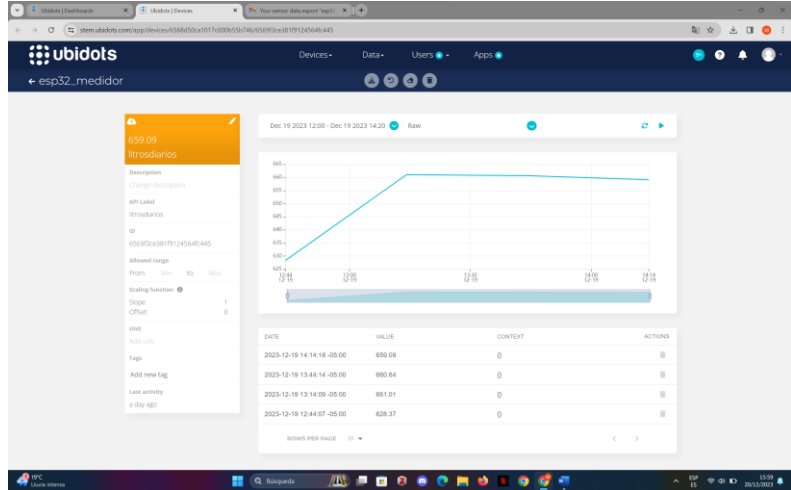 Ubidots | Dashboards
Ubidots | Devices
Your sensor data export "esp32
stem.ubidots.com/app/devices/6568d50ca1017c000b55b746/6569f3ce381f9124564fc445
ubidots
Devices
Data
Users
Apps
esp32_medidor
659.09
litrosdiarios
Description
Change description
API Label
litrosdiarios
ID
6569f3ce381f9124564fc445
Allowed range
From: Min to: Max
Scaling function
Slope 1
Offset 0
Unit
Add unit
Tags
Add new tag
Last activity
a day ago
Dec 19 2023 12:00 - Dec 19 2023 14:20
Raw
665
660
655
650
645
640
635
630
625
12:44 13:00 13:30 14:00 14:14
12-19 12-19 12-19 12-19 12-19
DATE VALUE CONTEXT ACTIONS
2023-12-19 14:14:16 -05:00 659.09 {}
2023-12-19 13:44:14 -05:00 660.64 {}
2023-12-19 13:14:09 -05:00 661.01 {}
2023-12-19 12:44:07 -05:00 628.37 {}
ROWS PER PAGE 10
19°C
Lluvia intensa
Búsqueda
ESP
ES
15:59
20/12/2023